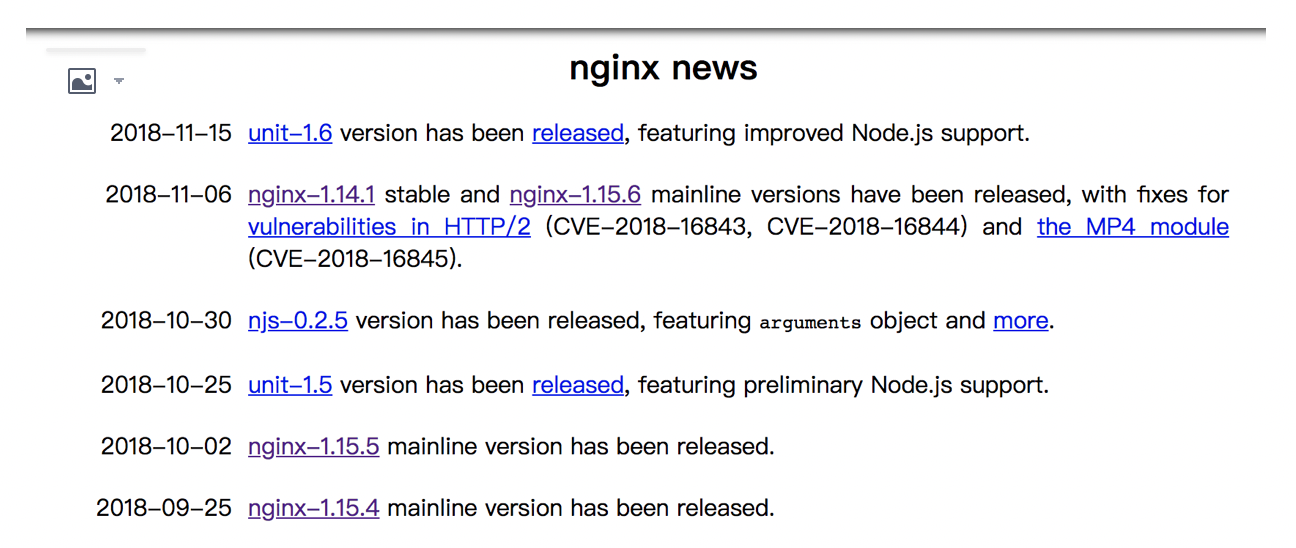 nginx news
2018-11-15 unit-1.6 version has been released, featuring improved Node.js support.
2018-11-06 nginx-1.14.1 stable and nginx-1.15.6 mainline versions have been released, with fixes for
vulnerabilities in HTTP/2 (CVE-2018-16843, CVE-2018-16844) and the MP4 module
(CVE-2018-16845).
2018-10-30 njs-0.2.5 version has been released, featuring arguments object and more.
2018-10-25 unit-1.5 version has been released, featuring preliminary Node.js support.
2018-10-02 nginx-1.15.5 mainline version has been released.
2018-09-25 nginx-1.15.4 mainline version has been released.